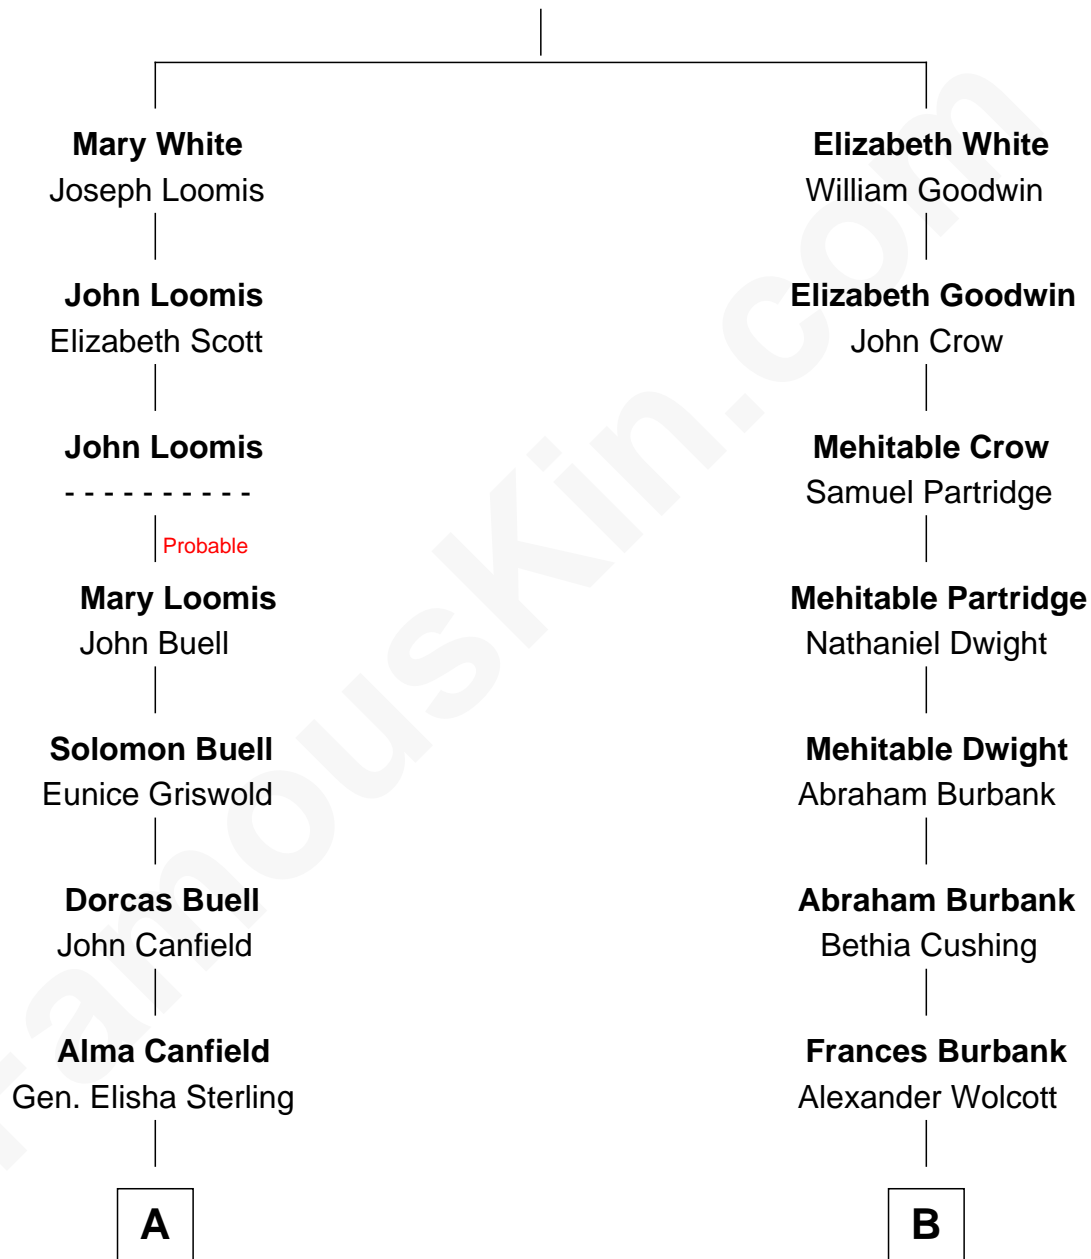 Mary White
Joseph Loomis
John Loomis
Elizabeth Scott
John Loomis
- - - - - - - - - -
Probable
Mary Loomis
John Buell
Solomon Buell
Eunice Griswold
Dorcas Buell
John Canfield
Alma Canfield
Gen. Elisha Sterling
A
Elizabeth White
William Goodwin
Elizabeth Goodwin
John Crow
Mehitable Crow
Samuel Partridge
Mehitable Partridge
Nathaniel Dwight
Mehitable Dwight
Abraham Burbank
Abraham Burbank
Bethia Cushing
Frances Burbank
Alexander Wolcott
B
FamousKin.com